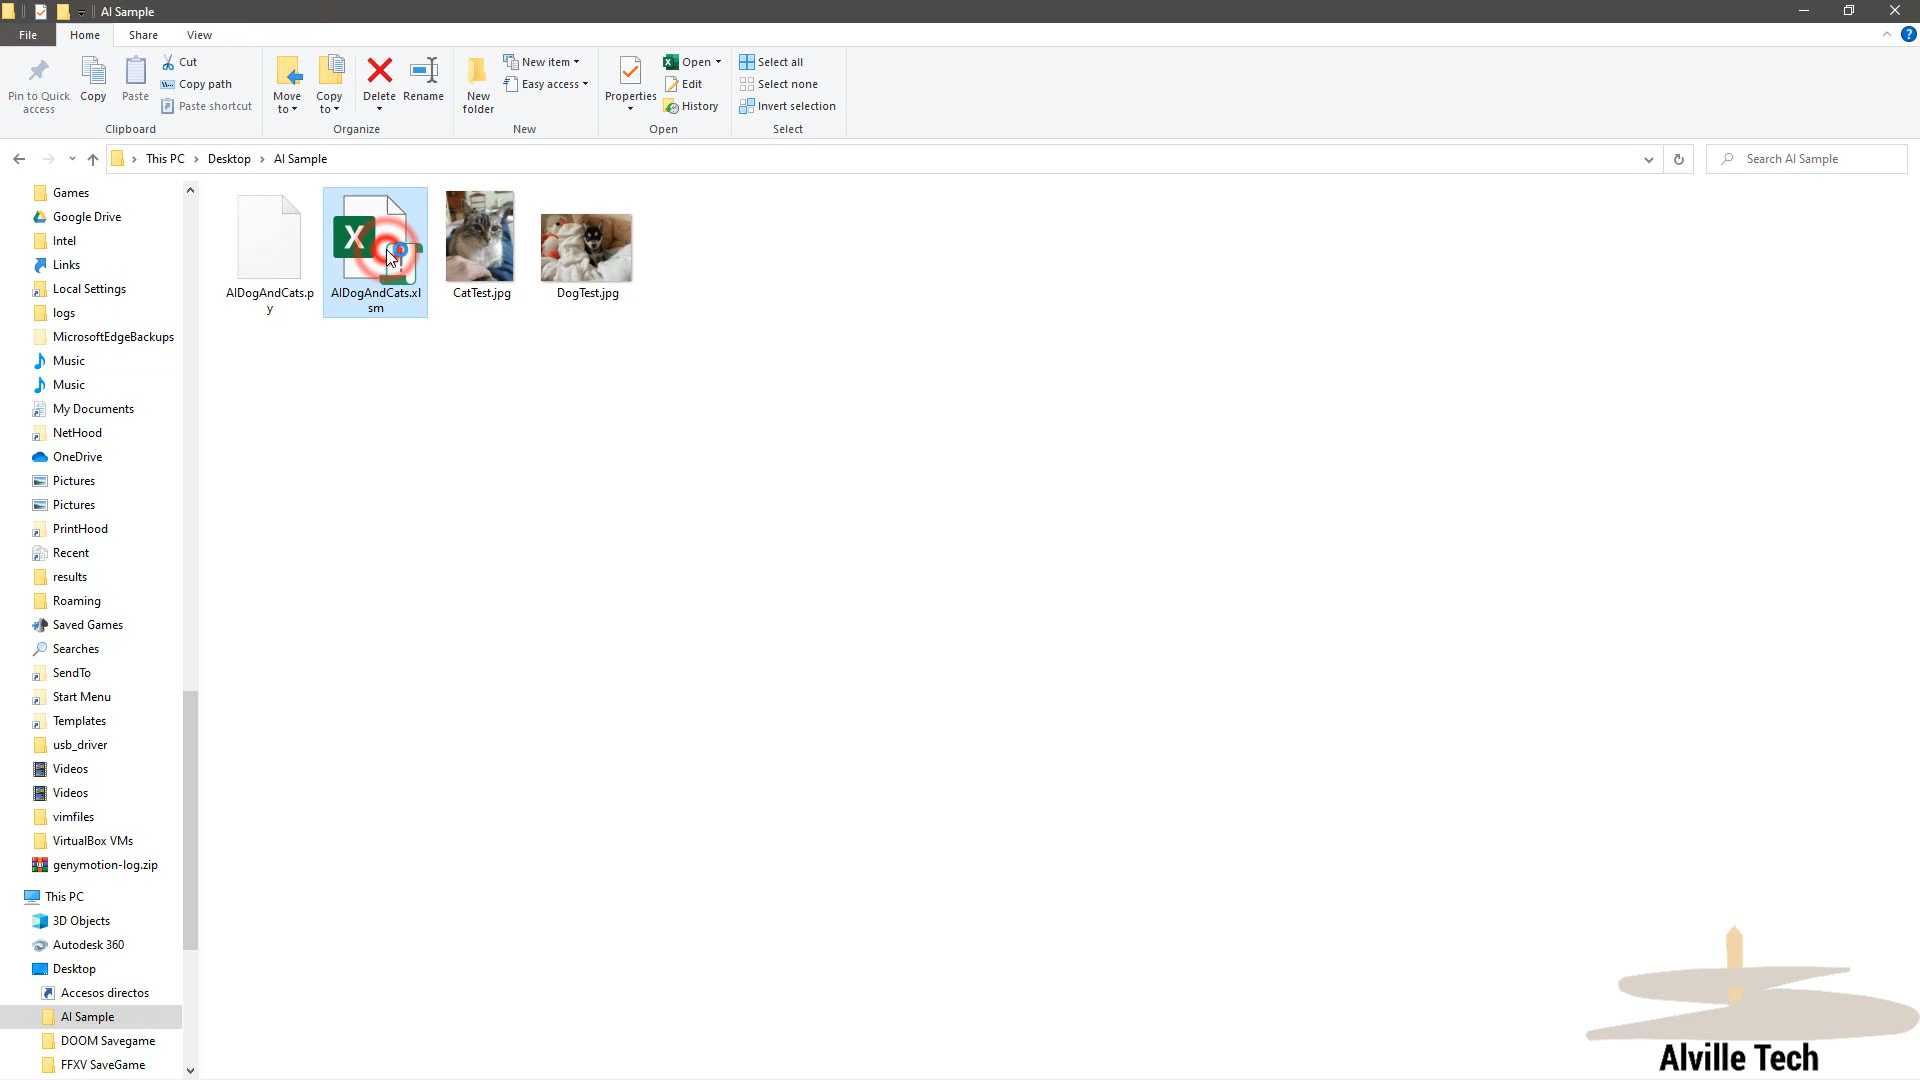 AI Sample
File
Home
Share
View
Pin to Quick
access
Copy
Paste
Cut
Copy path
Paste shortcut
Clipboard
Move
to
Copy
to
Delete
Rename
Organize
New
folder
New item
Easy access
New
Properties
Open
Edit
History
Open
Select all
Select none
Invert selection
Select
This PC
Desktop
AI Sample
Search AI Sample
Games
Google Drive
Intel
Links
Local Settings
logs
MicrosoftEdgeBackups
Music
Music
My Documents
NetHood
OneDrive
Pictures
Pictures
PrintHood
Recent
results
Roaming
Saved Games
Searches
SendTo
Start Menu
Templates
usb_driver
Videos
Videos
vimfiles
VirtualBox VMs
genymotion-log.zip
This PC
3D Objects
Autodesk 360
Desktop
Accesos directos
AI Sample
DOOM Savegame
FFXV SaveGame
AIDogAndCats.p
y
X
AIDogAndCats.xl
sm
CatTest.jpg
DogTest.jpg
Alville Tech